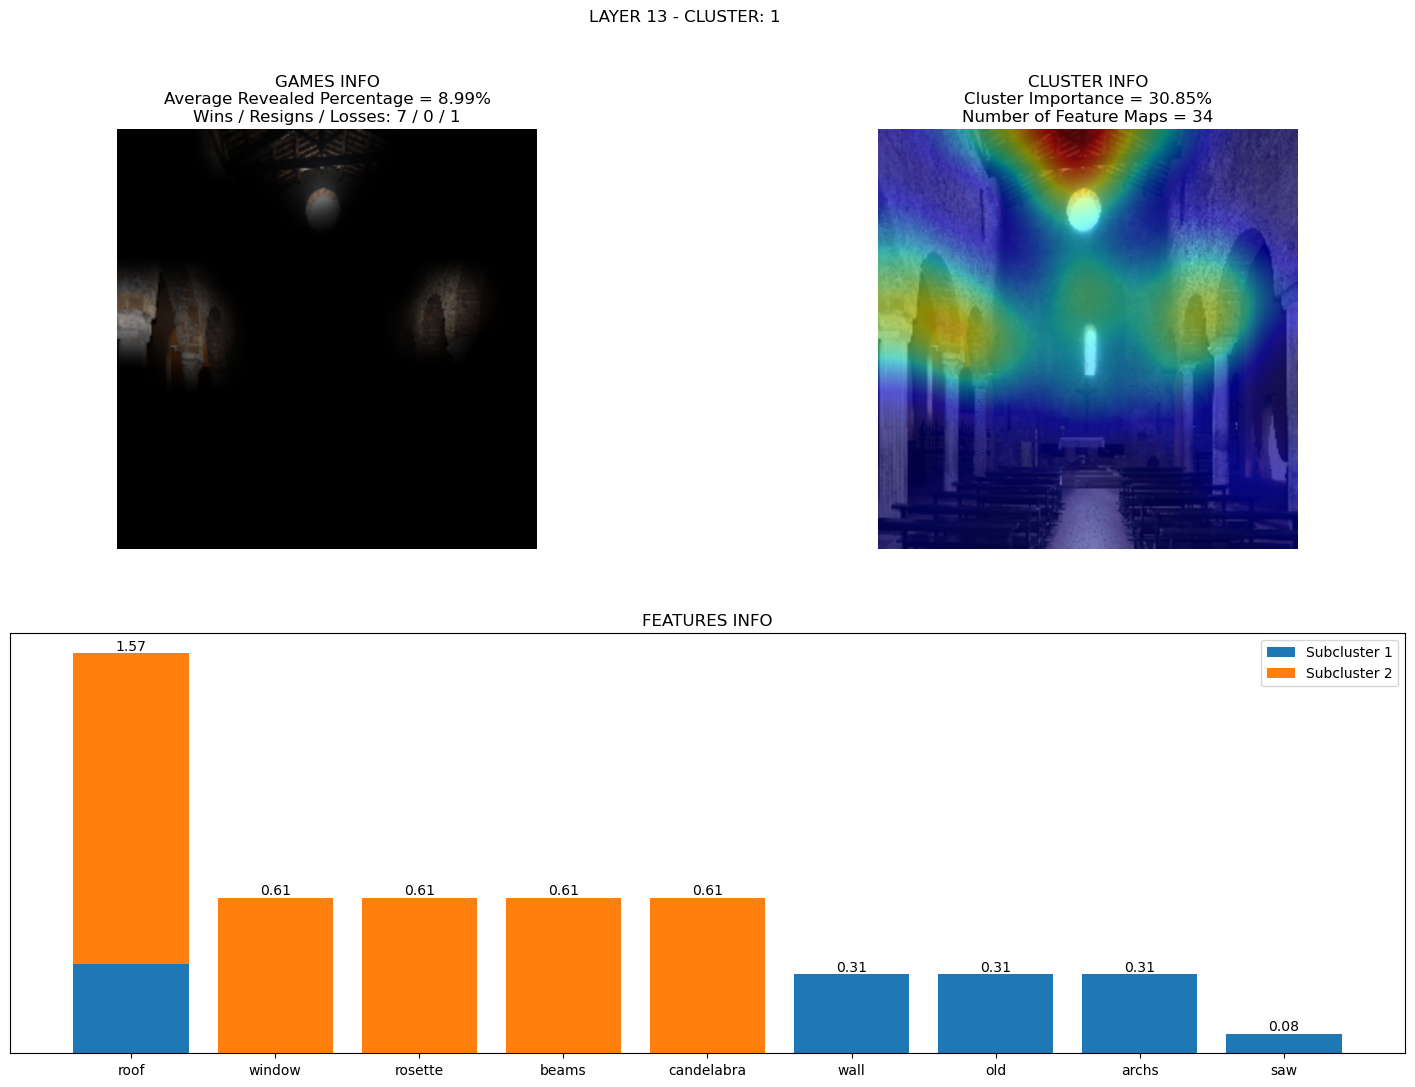 LAYER 13 - CLUSTER: 1
GAMES INFO
Average Revealed Percentage = 8.99%
Wins / Resigns / Losses: 7 / 0 / 1
CLUSTER INFO
Cluster Importance = 30.85%
Number of Feature Maps = 34
FEATURES INFO
Subcluster 1
Subcluster 2
1.57
0.61
0.61
0.61
0.61
0.31
0.31
0.31
0.08
roof
window
rosette
beams
candelabra
wall
old
archs
saw